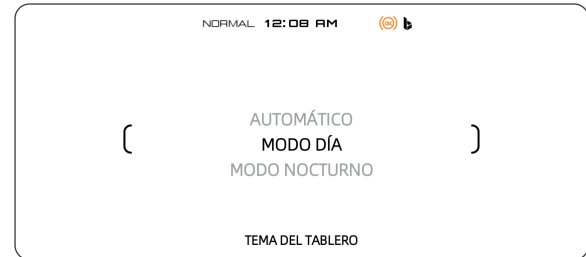 NORMAL 12:08 AM
AUTOMÁTICO
MODO DÍA
MODO NOCTURNO
TEMA DEL TABLERO